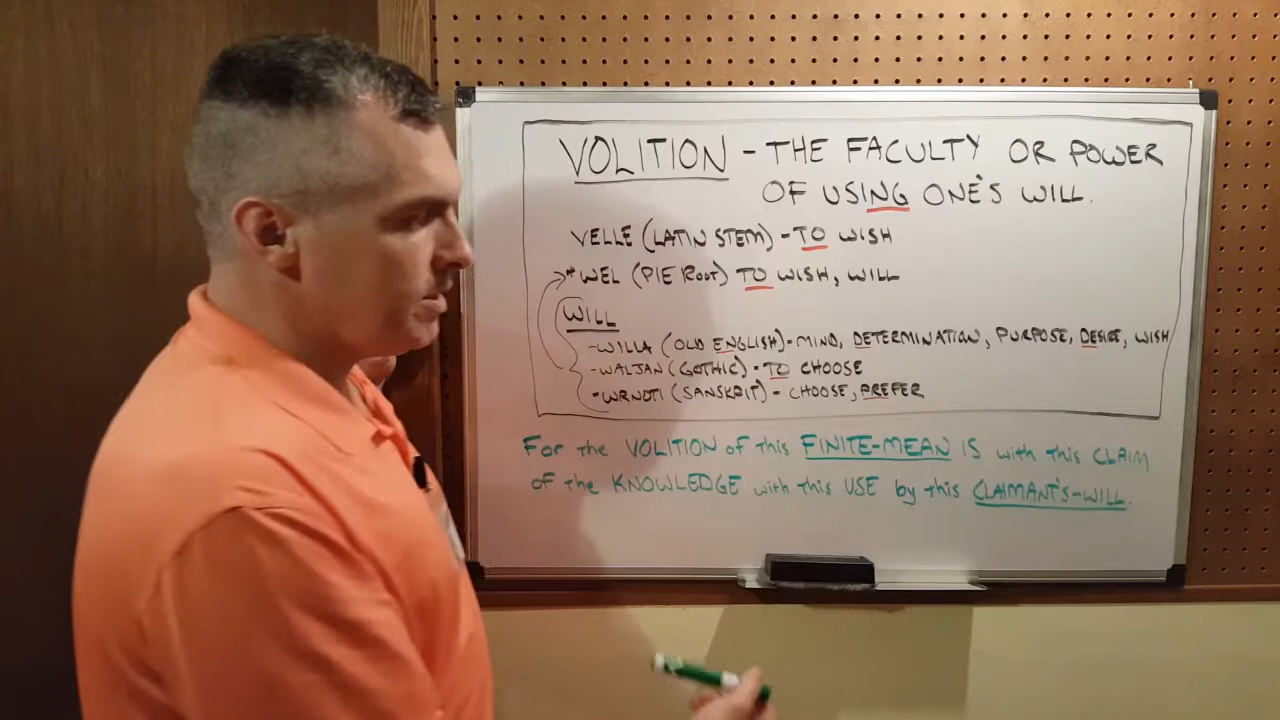 VOLITION - THE FACULTY OR POWER
OF USING ONE'S WILL.
VELLE (LATIN STEM) - TO WISH
*WEL (PIE ROOT) TO WISH, WILL
WILL
-WILLA (OLD ENGLISH) - MIND, DETERMINATION, PURPOSE, DESIRE, WISH
-WALJAN (GOTHIC) - TO CHOOSE
-WRNOTI (SANSKRIT) - CHOOSE, PREFER
FOR the VOLITION of this FINITE-MEAN IS with this CLAIM
of the KNOWLEDGE with this USE by this CLAIMANT'S-WILL.